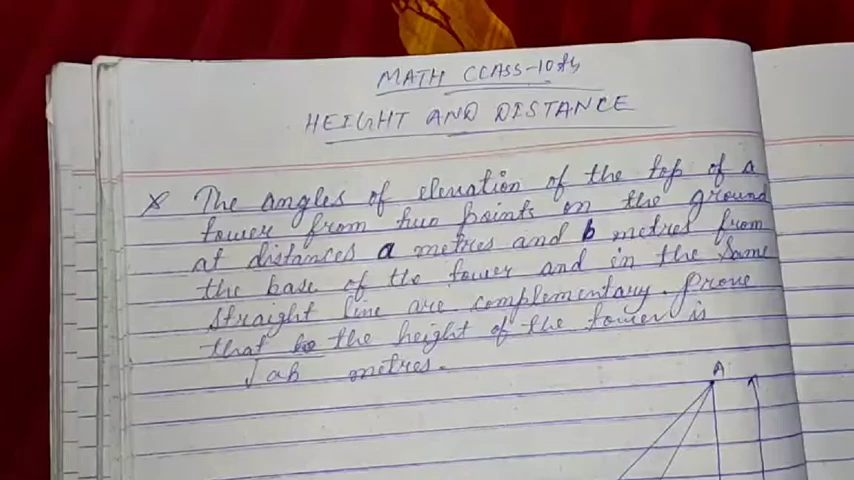 MATH CLASS-10th
HEIGHT AND DISTANCE
× The angles of elevation of the top of a
tower from two points on the ground
at distances a metres and b metres from
the base of the tower and in the same
straight line are complementary. Prove
that the height of the tower is
√ab metres.
A